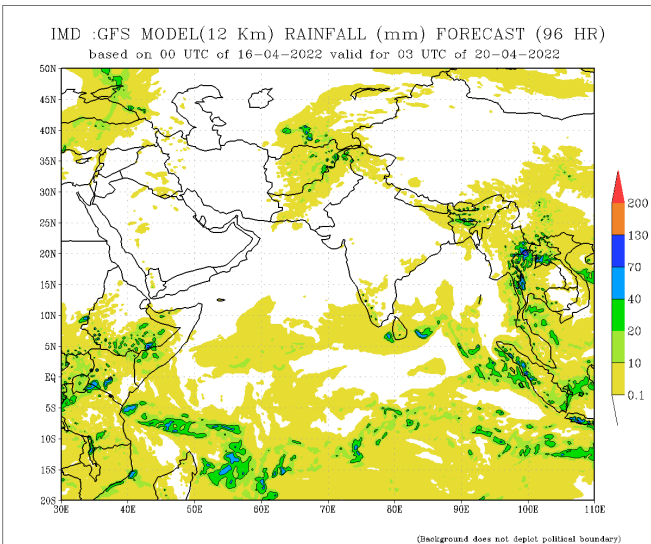 IMD :GFS MODEL(12 Km) RAINFALL (mm) FORECAST (96 HR)
based on 00 UTC of 16-04-2022 valid for 03 UTC of 20-04-2022
50N
45N
40N
35N
30N
25N
20N
15N
10N
5N
EQ
5S
10S
15S
20S
30E 40E 50E 60E 70E 80E 90E 100E 110E
200
130
70
40
20
10
0.1
(Background does not depict political boundary)